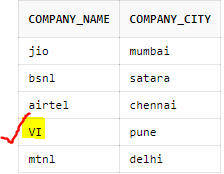 COMPANY_NAME COMPANY_CITY
jio mumbai
bsnl satara
airtel chennai
VI pune
mtnl delhi